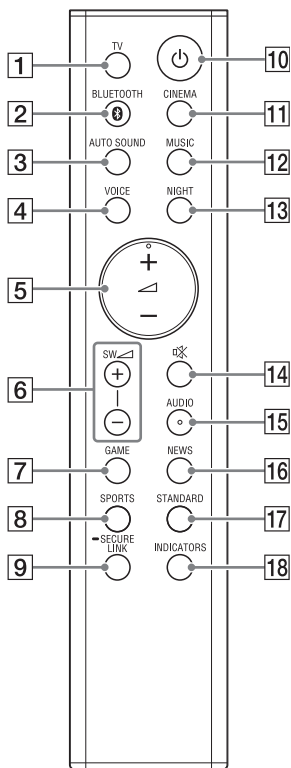 TV
1
10
BLUETOOTH
CINEMA
2
11
AUTO SOUND
MUSIC
3
12
VOICE
NIGHT
4
13
+
5
–
SW
+
6
–
14
AUDIO
15
GAME
NEWS
7
16
SPORTS
STANDARD
8
17
SECURE
LINK
INDICATORS
9
18